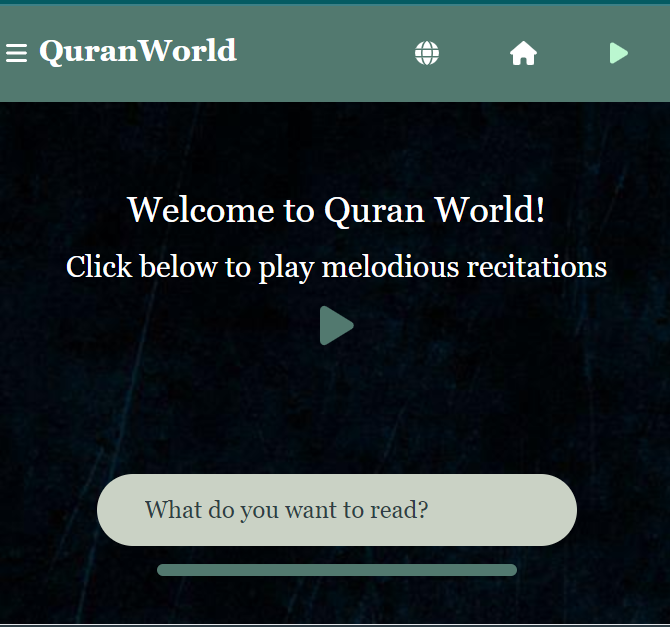 QuranWorld
Welcome to Quran World!
Click below to play melodious recitations
What do you want to read?